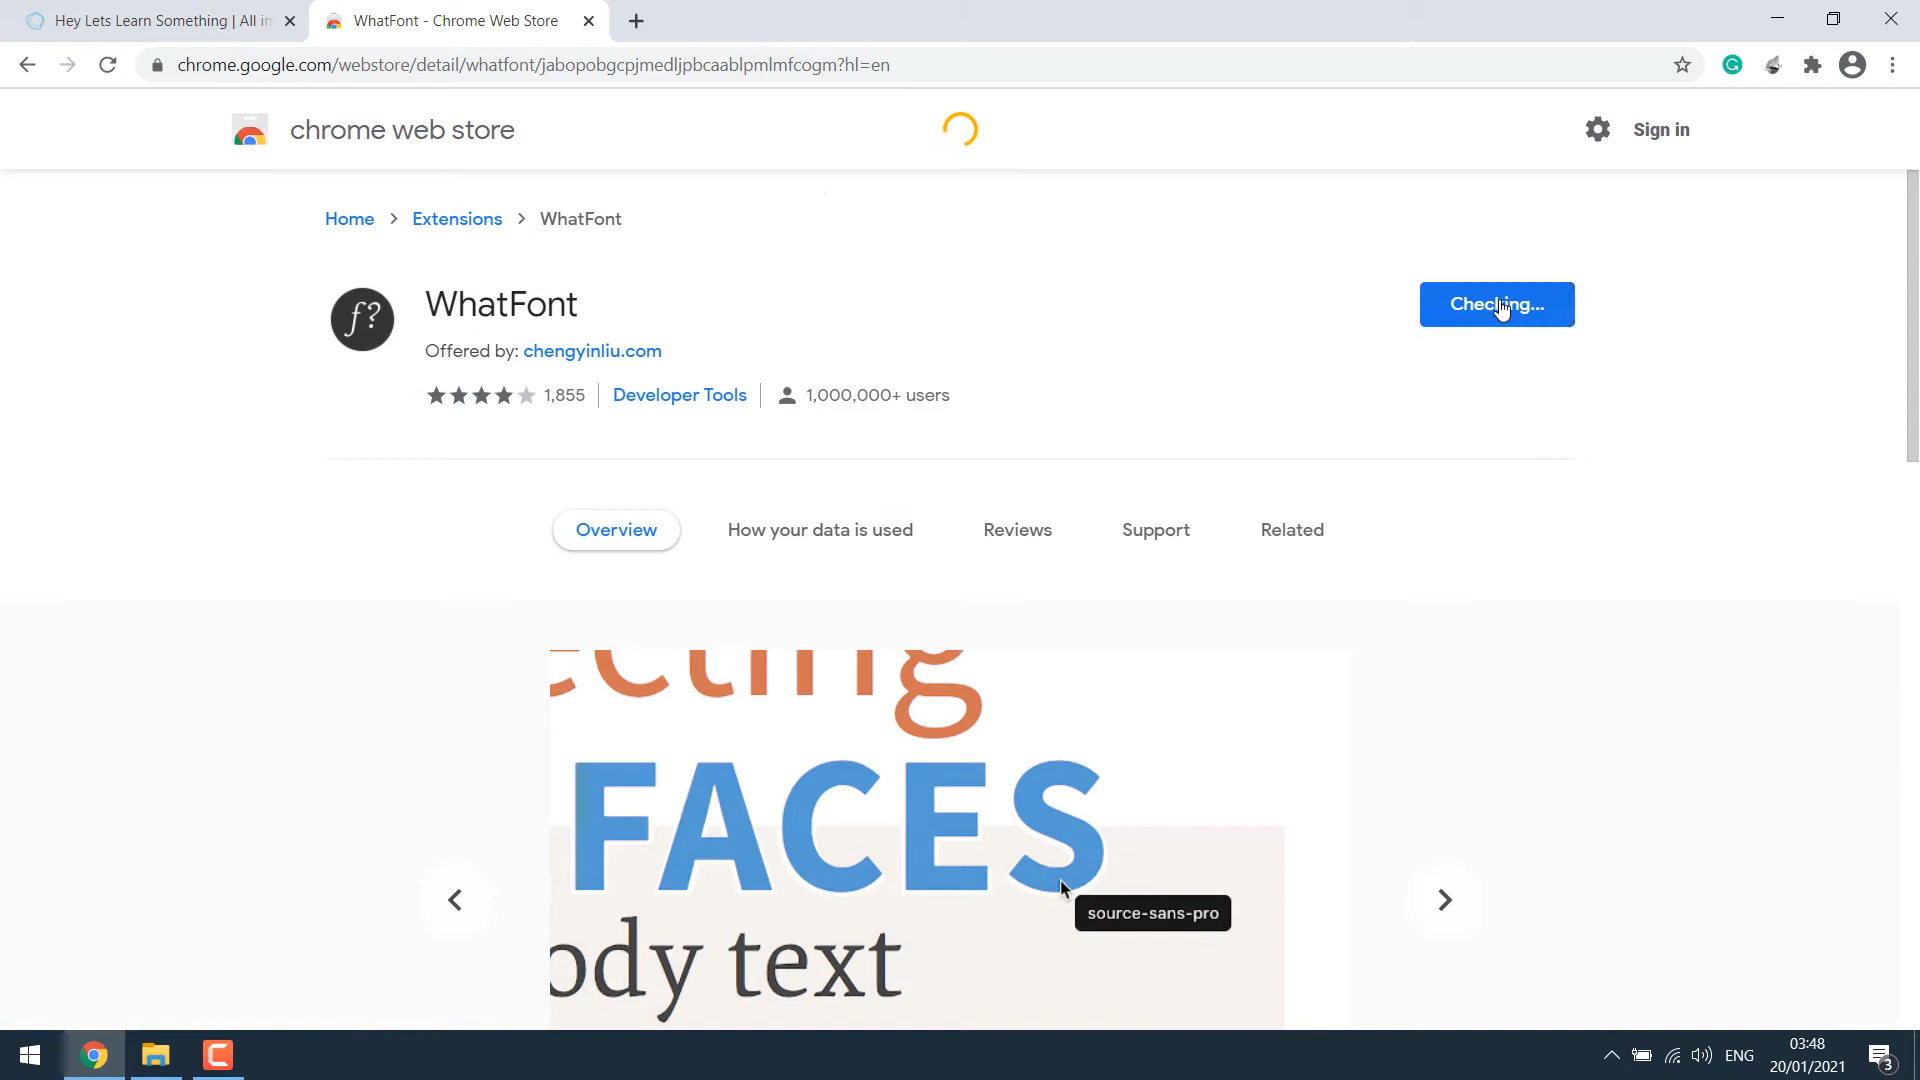 Hey Lets Learn Something | All in
WhatFont - Chrome Web Store
chrome.google.com/webstore/detail/whatfont/jabopobgcpjmedljpbcaablpmlmfcogm?hl=en
chrome web store
Sign in
Home > Extensions > WhatFont
f?
WhatFont
Checking...
Offered by: chengyinliu.com
1,855
Developer Tools
1,000,000+ users
Overview
How your data is used
Reviews
Support
Related
ecting
FACES
source-sans-pro
ody text
ENG
03:48
20/01/2021
3